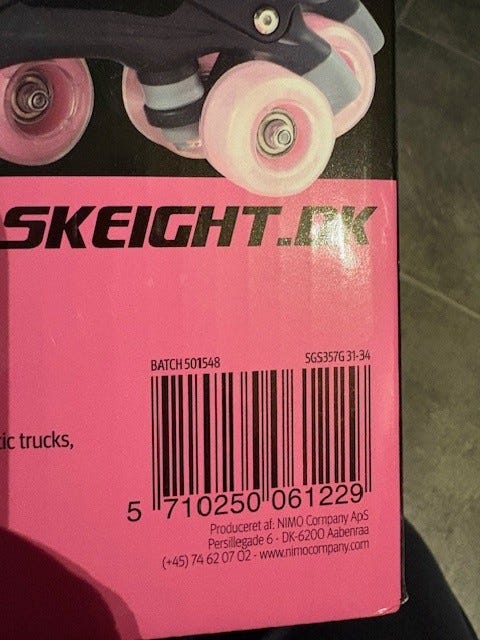 SKEIGHT.DK
BATCH 501548
SGS357G 31-34
tic trucks,
5 710250 061229
Produceret af: NIMO Company ApS
Persillegade 6 - DK-6200 Aabenraa
(+45) 74 62 07 02 - www.nimocompany.com